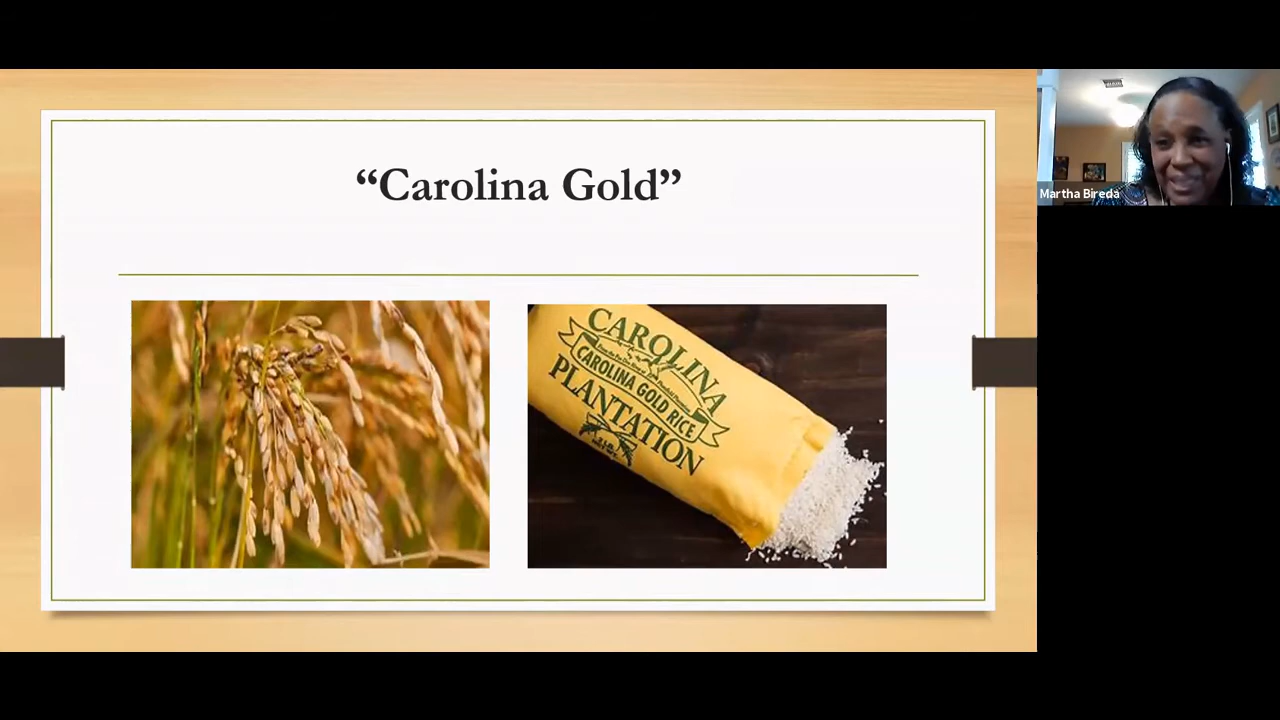 “Carolina Gold”
CAROLINA
CAROLINA GOLD RICE
PLANTATION
Martha Bireda